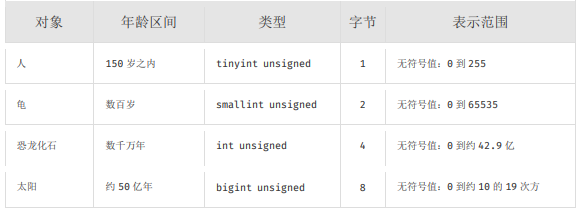 对象 年龄区间 类型 字节 表示范围
人 150 岁之内 tinyint unsigned 1 无符号值：0 到 255
龟 数百岁 smallint unsigned 2 无符号值：0 到 65535
恐龙化石 数千万年 int unsigned 4 无符号值：0 到约 42.9 亿
太阳 约 50 亿年 bigint unsigned 8 无符号值：0 到约 10 的 19 次方